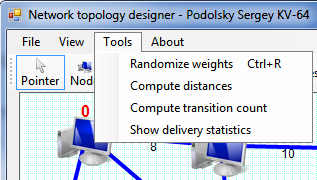 Network topology designer - Podolsky Sergey KV-64
File View Tools About
Randomize weights Ctrl+R
Compute distances
Compute transition count
Show delivery statistics
Pointer
0
8
10